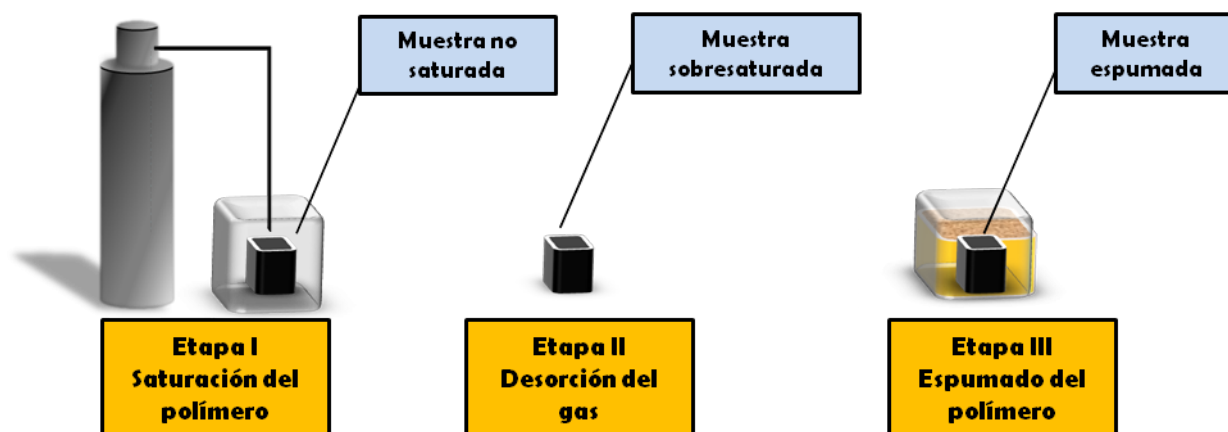 Muestra no
saturada
Muestra
sobresaturada
Muestra
espumada
Etapa I
Saturación del
polímero
Etapa II
Desorción del
gas
Etapa III
Espumado del
polímero